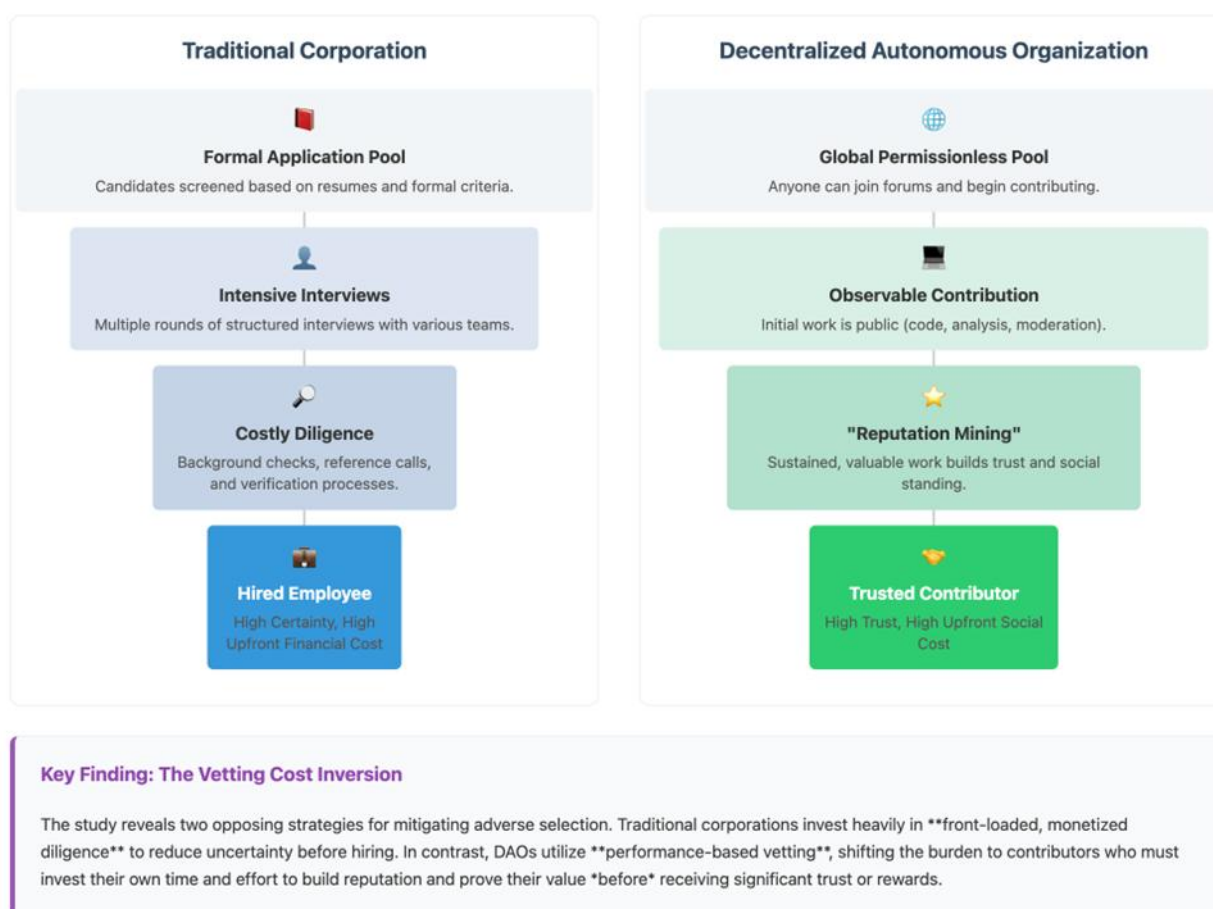 Traditional Corporation
Formal Application Pool
Candidates screened based on resumes and formal criteria.
Intensive Interviews
Multiple rounds of structured interviews with various teams.
Costly Diligence
Background checks, reference calls,
and verification processes.
Hired Employee
High Certainty, High
Upfront Financial Cost
Decentralized Autonomous Organization
Global Permissionless Pool
Anyone can join forums and begin contributing.
Observable Contribution
Initial work is public (code, analysis, moderation).
"Reputation Mining"
Sustained, valuable work builds trust and social
standing.
Trusted Contributor
High Trust, High Upfront Social
Cost
Key Finding: The Vetting Cost Inversion
The study reveals two opposing strategies for mitigating adverse selection. Traditional corporations invest heavily in **front-loaded, monetized
diligence** to reduce uncertainty before hiring. In contrast, DAOs utilize **performance-based vetting**, shifting the burden to contributors who must
invest their own time and effort to build reputation and prove their value *before* receiving significant trust or rewards.